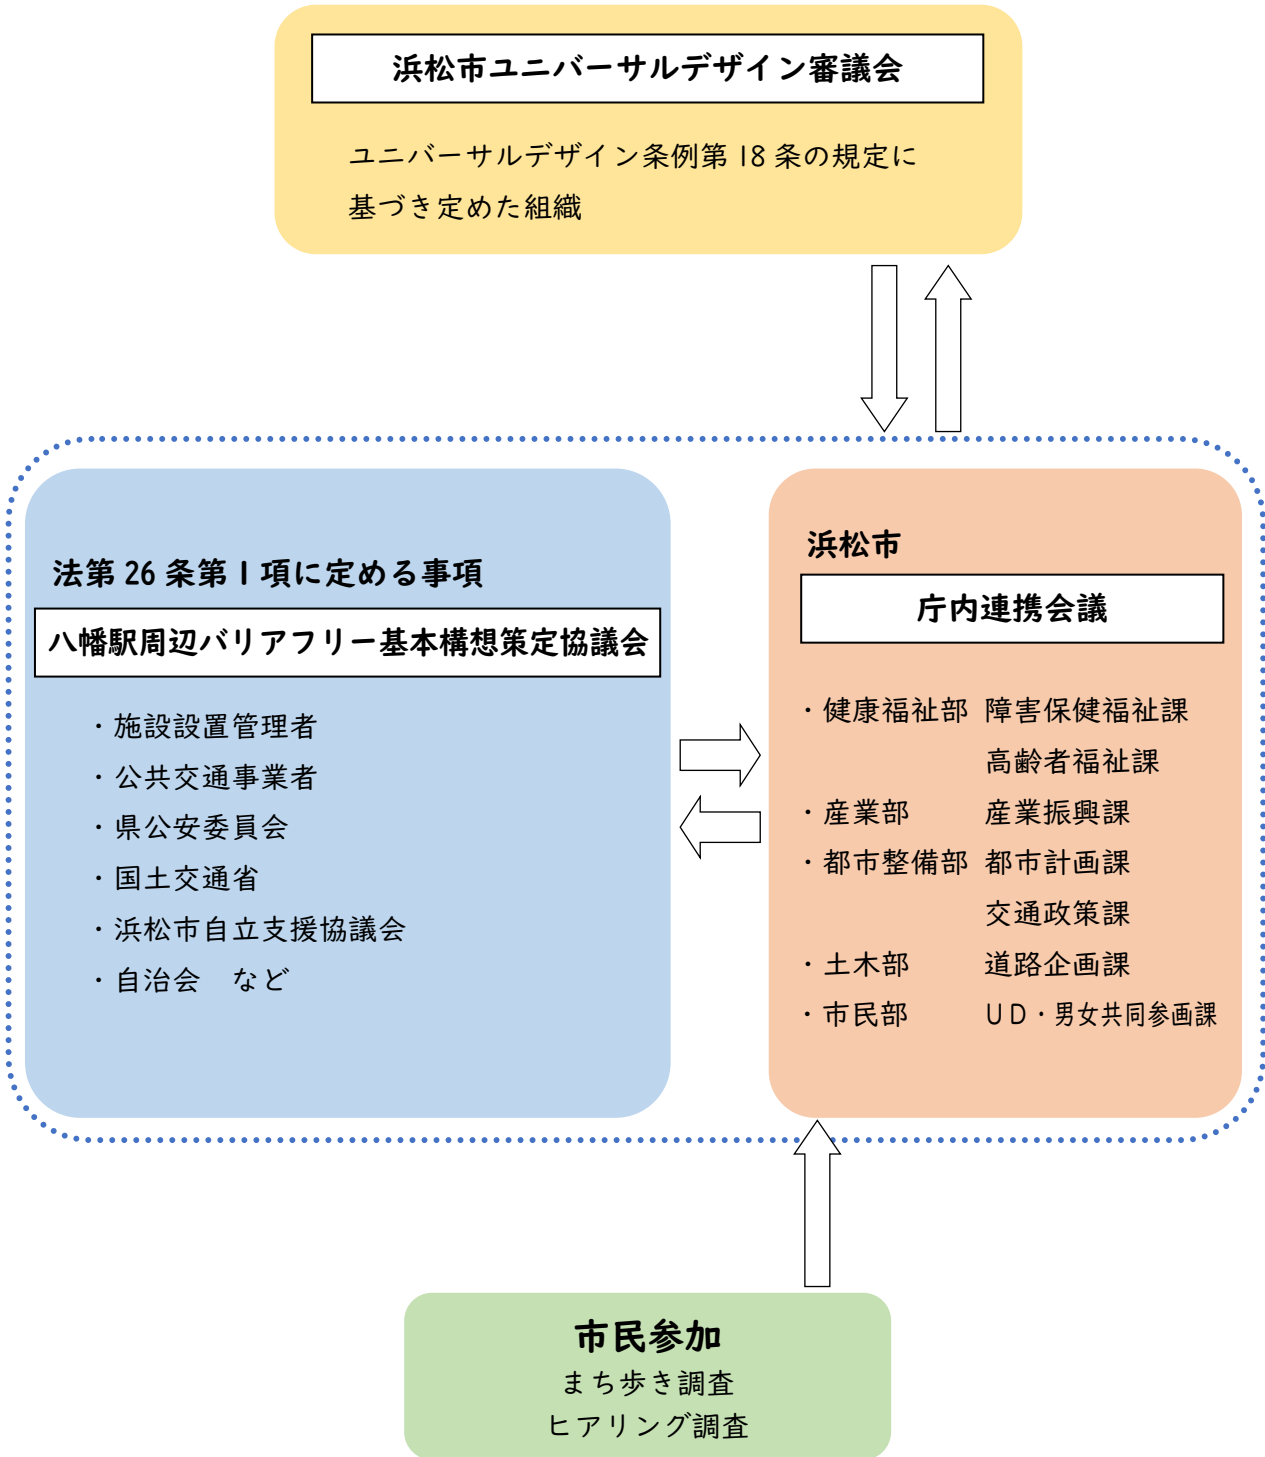 浜松市ユニバーサルデザイン審議会
ユニバーサルデザイン条例第18条の規定に
基づき定めた組織
法第26条第1項に定める事項
八幡駅周辺バリアフリー基本構想策定協議会
・施設設置管理者
・公共交通事業者
・県公安委員会
・国土交通省
・浜松市自立支援協議会
・自治会　など
浜松市
庁内連携会議
・健康福祉部 障害保健福祉課
高齢者福祉課
・産業部 産業振興課
・都市整備部 都市計画課
交通政策課
・土木部 道路企画課
・市民部 UD・男女共同参画課
市民参加
まち歩き調査
ヒアリング調査